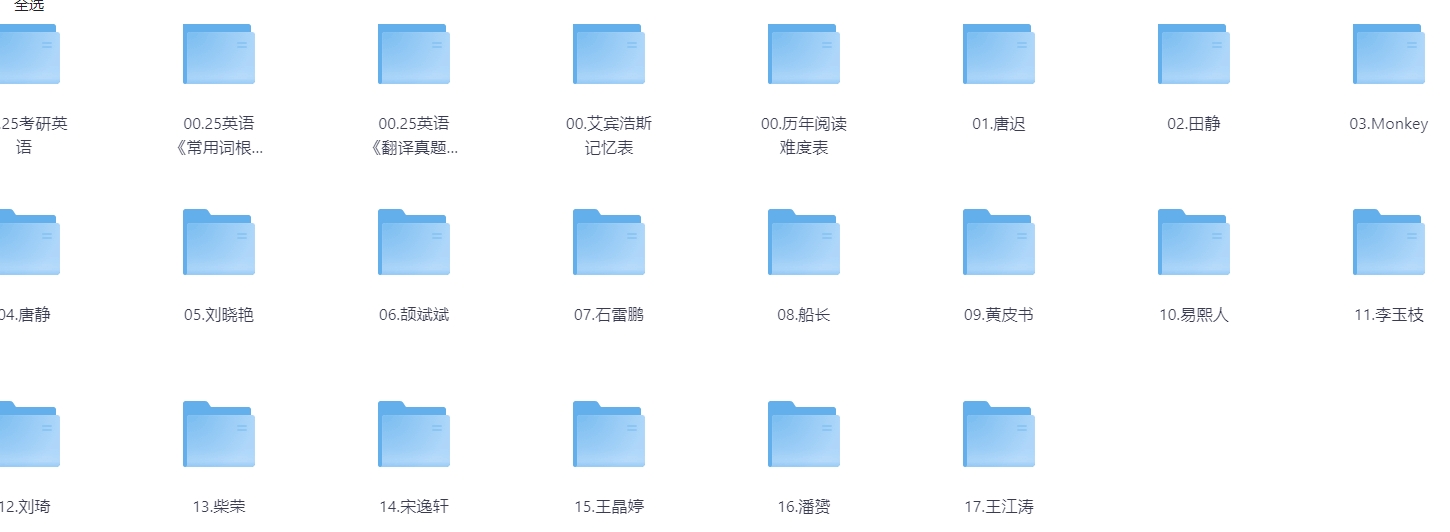 全选
.25考研英
语
00.25英语
《常用词根...
00.25英语
《翻译真题...
00.艾宾浩斯
记忆表
00.历年阅读
难度表
01.唐迟
02.田静
03.Monkey
04.唐静
05.刘晓艳
06.颉斌斌
07.石雷鹏
08.船长
09.黄皮书
10.易熙人
11.李玉枝
12.刘琦
13.柴荣
14.宋逸轩
15.王晶婷
16.潘赟
17.王江涛